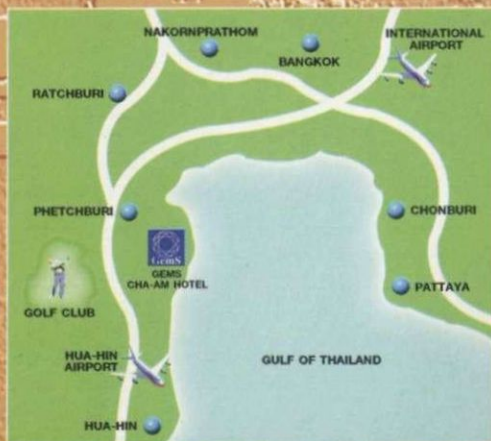 NAKORNPRATHOM
BANGKOK
INTERNATIONAL
AIRPORT
RATCHBURI
PHETCHBURI
CHONBURI
GemS
GEMS
CHA-AM HOTEL
PATTAYA
GOLF CLUB
HUA-HIN
AIRPORT
GULF OF THAILAND
HUA-HIN